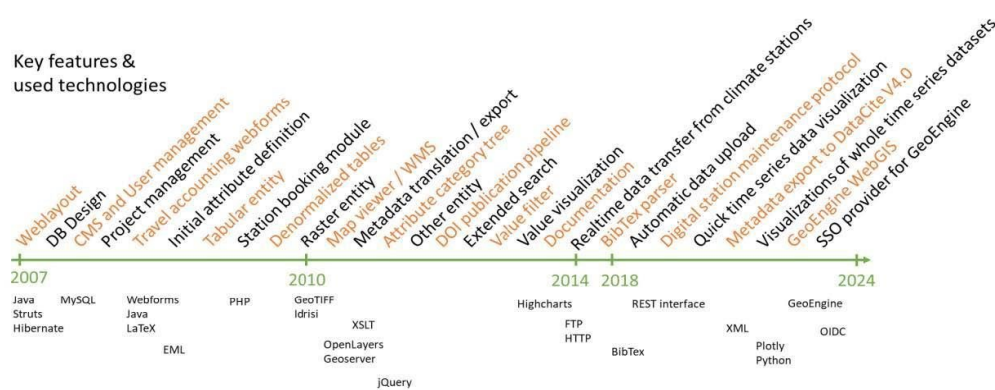 Key features &
used technologies
Weblayout
DB Design
CMS and User management
Project management
Travel accounting webforms
Initial attribute definition
Tabular entity
Station booking module
Denormalized tables
Raster entity
Map viewer / WMS
Metadata translation / export
Attribute category tree
Other entity
DOI publication pipeline
Extended search
Value filter
Value visualization
Documentation
Realtime data transfer from climate stations
BibTex parser
Automatic data upload
Digital station maintenance protocol
Quick time series data visualization
Metadata export to DataCite V4.0
Visualizations of whole time series datasets
GeoEngine WebGIS
SSO provider for GeoEngine
2007
2010
2014
2018
2024
Java
Struts
Hibernate
MySQL
Webforms
Java
LaTeX
EML
PHP
GeoTIFF
Idrisi
XSLT
OpenLayers
Geoserver
jQuery
Highcharts
FTP
HTTP
BibTex
REST interface
XML
Plotly
Python
GeoEngine
OIDC